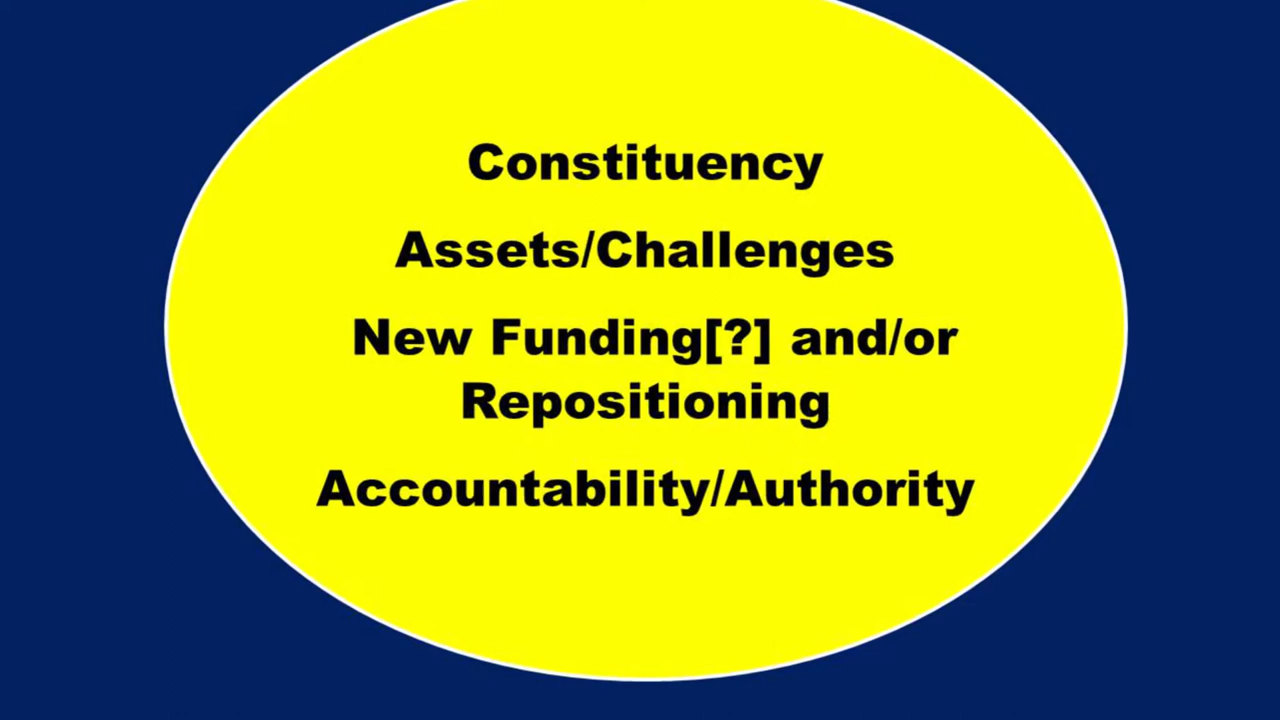 Constituency
Assets/Challenges
New Funding[?] and/or
Repositioning
Accountability/Authority